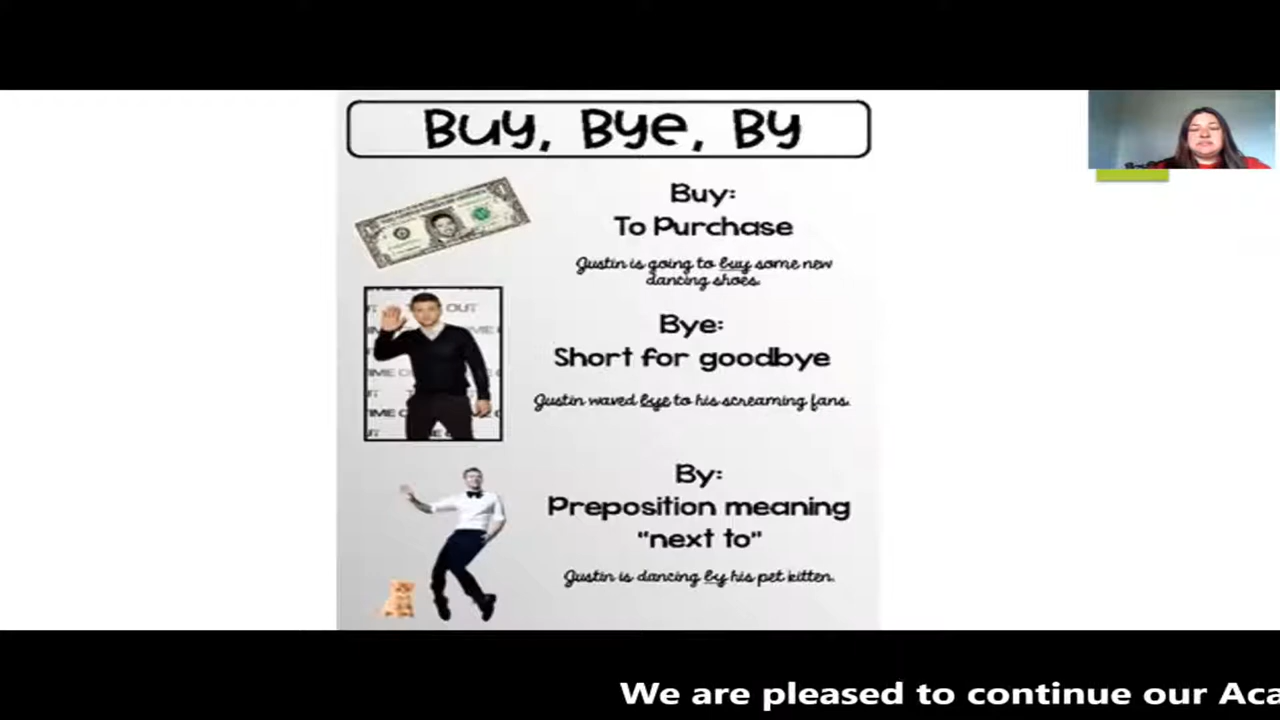 Buy, Bye, By
Buy:
To Purchase
Justin is going to buy some new
dancing shoes.
Bye:
Short for goodbye
Justin waved bye to his screaming fans.
By:
Preposition meaning
"next to"
Justin is dancing by his pet kitten.
We are pleased to continue our Aca